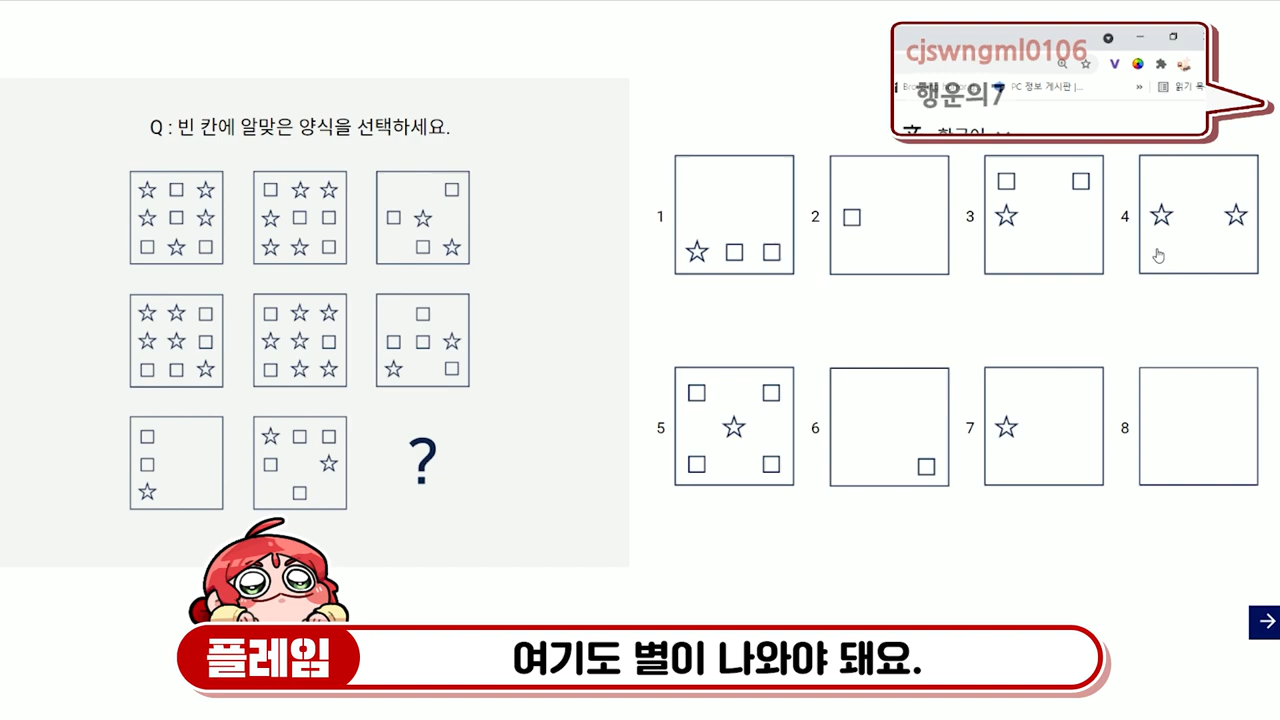 cjswngml0106
행운의7
PC 정보 게시판 |...
»
읽기 목
Q : 빈 칸에 알맞은 양식을 선택하세요.
1
2
3
4
?
5
6
7
8
플레임
여기도 별이 나와야 돼요.